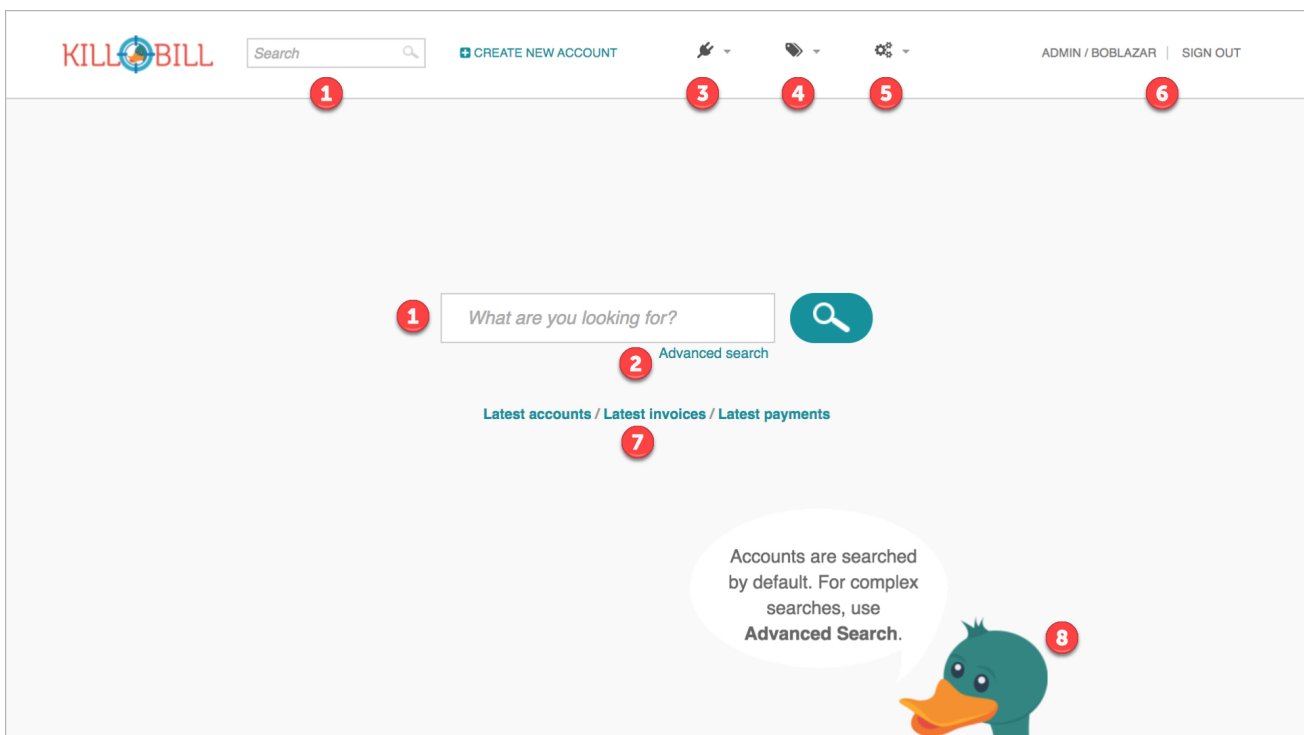 KILL BILL
Search
CREATE NEW ACCOUNT
ADMIN / BOBLAZAR | SIGN OUT
1
3
4
5
6
1
What are you looking for?
2
Advanced search
Latest accounts / Latest invoices / Latest payments
7
Accounts are searched
by default. For complex
searches, use
Advanced Search.
8